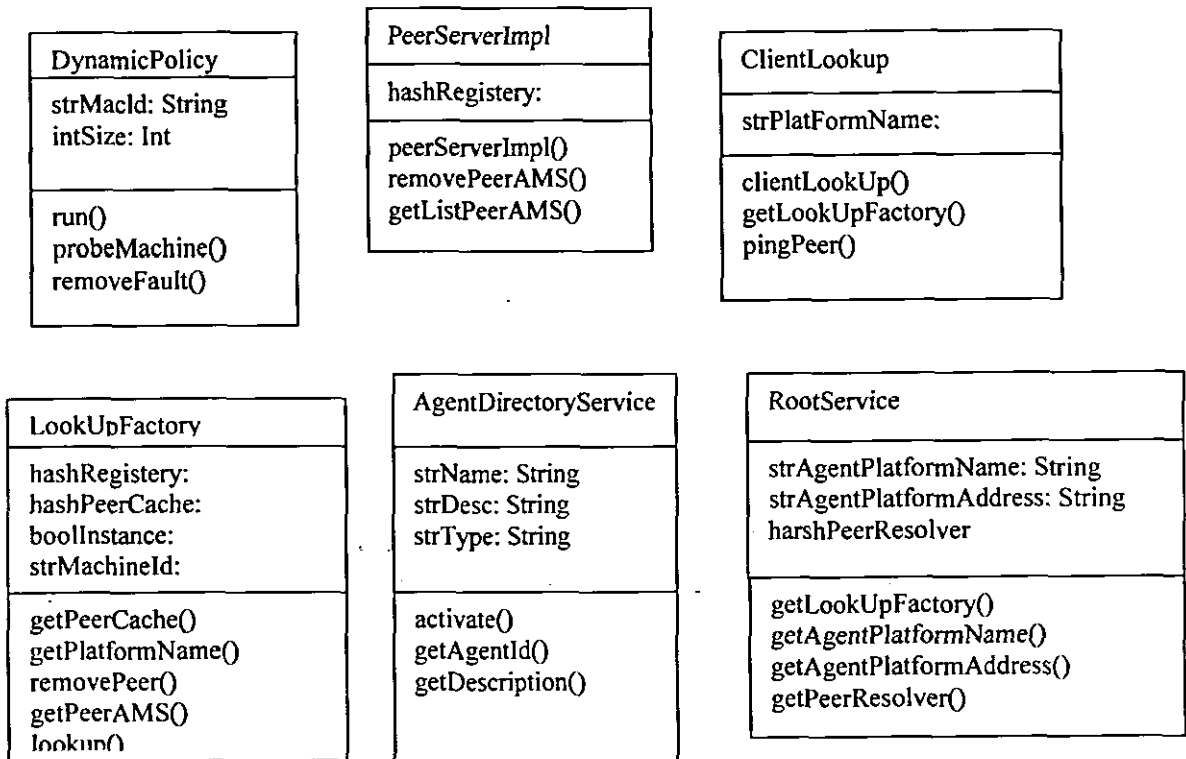 DynamicPolicy
strMacId: String
intSize: Int
run()
probeMachine()
removeFault()
PeerServerImpl
hashRegistery:
peerServerImpl()
removePeerAMS()
getListPeerAMS()
ClientLookup
strPlatFormName:
clientLookUp()
getLookUpFactory()
pingPeer()
LookUpFactory
hashRegistery:
hashPeerCache:
boolInstance:
strMachineId:
getPeerCache()
getPlatformName()
removePeer()
getPeerAMS()
lookup()
AgentDirectoryService
strName: String
strDesc: String
strType: String
activate()
getAgentId()
getDescription()
RootService
strAgentPlatformName: String
strAgentPlatformAddress: String
harshPeerResolver
getLookUpFactory()
getAgentPlatformName()
getAgentPlatformAddress()
getPeerResolver()